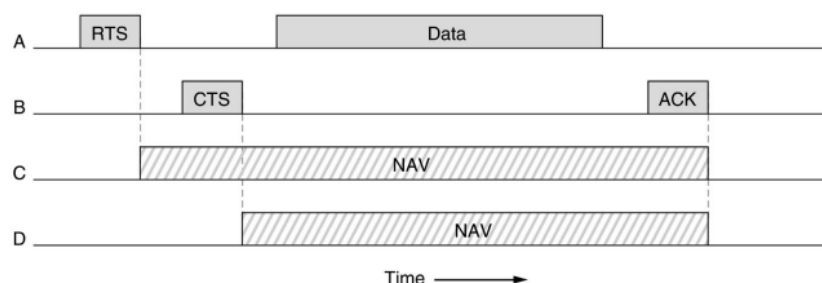 A RTS Data
B CTS ACK
C NAV
D NAV
Time